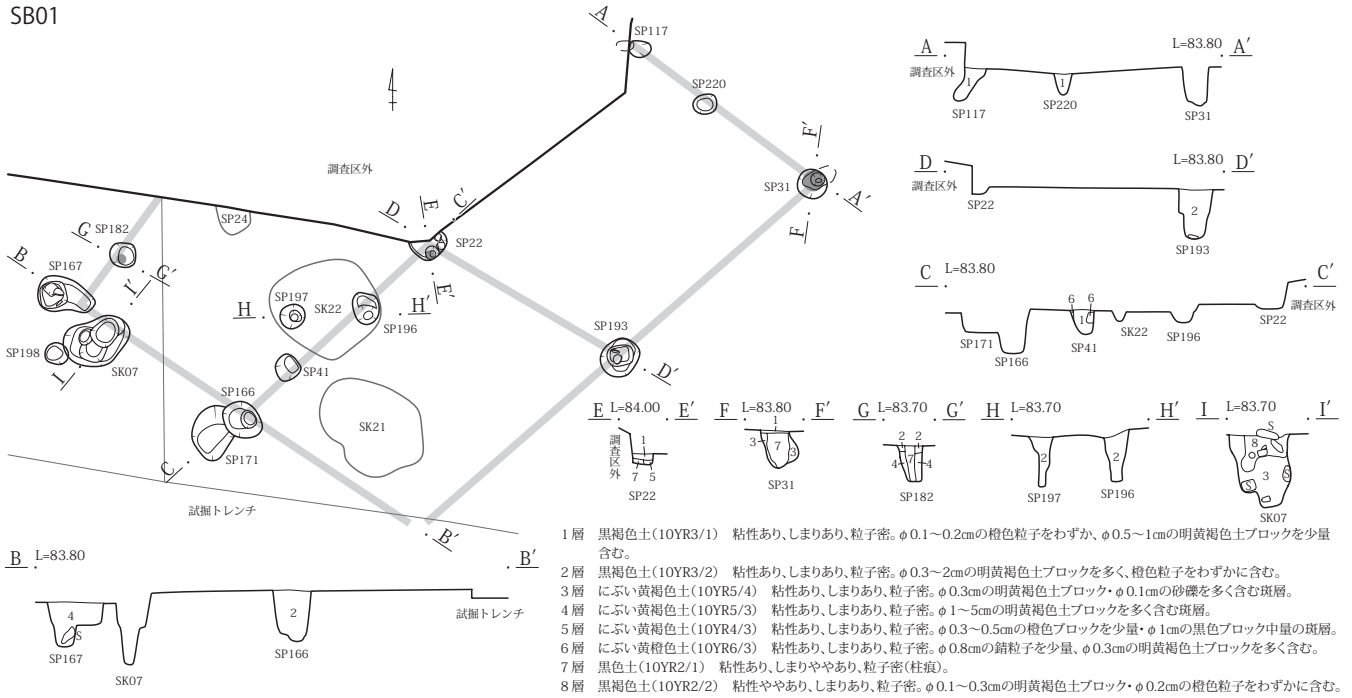 SB01
A
SP117
SP220
F′
SP31
A′
F
調査区外
D
E
C′
SP22
E′
SP24
G
SP182
B
SP167
G′
I′
H
SP197
SK22
H′
SP196
SP193
D′
SP198
SK07
I
SP41
SP166
SK21
SP171
C
試掘トレンチ
B′
A
L=83.80
A′
調査区外
1
1
SP117
SP220
SP31
D
L=83.80
D′
調査区外
SP22
2
SP193
C
L=83.80
C′
調査区外
6
6
1
SP171
SP166
SP41
SK22
SP196
SP22
E L=84.00 E′
調査区外
1
7
5
SP22
F L=83.80 F′
1
3
7
3
SP31
G L=83.70 G′
2
2
4
7
4
SP182
H L=83.70 H′
2
2
SP197
SP196
I L=83.70 I′
S
8
3
S
S
SK07
B L=83.80 B′
試掘トレンチ
4
S
2
SP167
SK07
SP166
1層 黒褐色土(10YR3/1) 粘性あり、しまりあり、粒子密。φ0.1～0.2㎝の橙色粒子をわずか、φ0.5～1㎝の明黄褐色土ブロックを少量
含む。
2層 黒褐色土(10YR3/2) 粘性あり、しまりあり、粒子密。φ0.3～2㎝の明黄褐色土ブロックを多く、橙色粒子をわずかに含む。
3層 にぶい黄褐色土(10YR5/4) 粘性あり、しまりあり、粒子密。φ0.3㎝の明黄褐色土ブロック・φ0.1㎝の砂礫を多く含む斑層。
4層 にぶい黄褐色土(10YR5/3) 粘性あり、しまりあり、粒子密。φ1～5㎝の明黄褐色土ブロックを多く含む斑層。
5層 にぶい黄褐色土(10YR4/3) 粘性あり、しまりあり、粒子密。φ0.3～0.5㎝の橙色ブロックを少量・φ1㎝の黒色ブロック中量の斑層。
6層 にぶい黄橙色土(10YR6/3) 粘性あり、しまりあり、粒子密。φ0.8㎝の錆粒子を少量、φ0.3㎝の明黄褐色土ブロックを多く含む。
7層 黒色土(10YR2/1) 粘性あり、しまりややあり、粒子密(柱痕)。
8層 黒褐色土(10YR2/2) 粘性ややあり、しまりあり、粒子密。φ0.1～0.3㎝の明黄褐色土ブロック・φ0.2㎝の橙色粒子をわずかに含む。